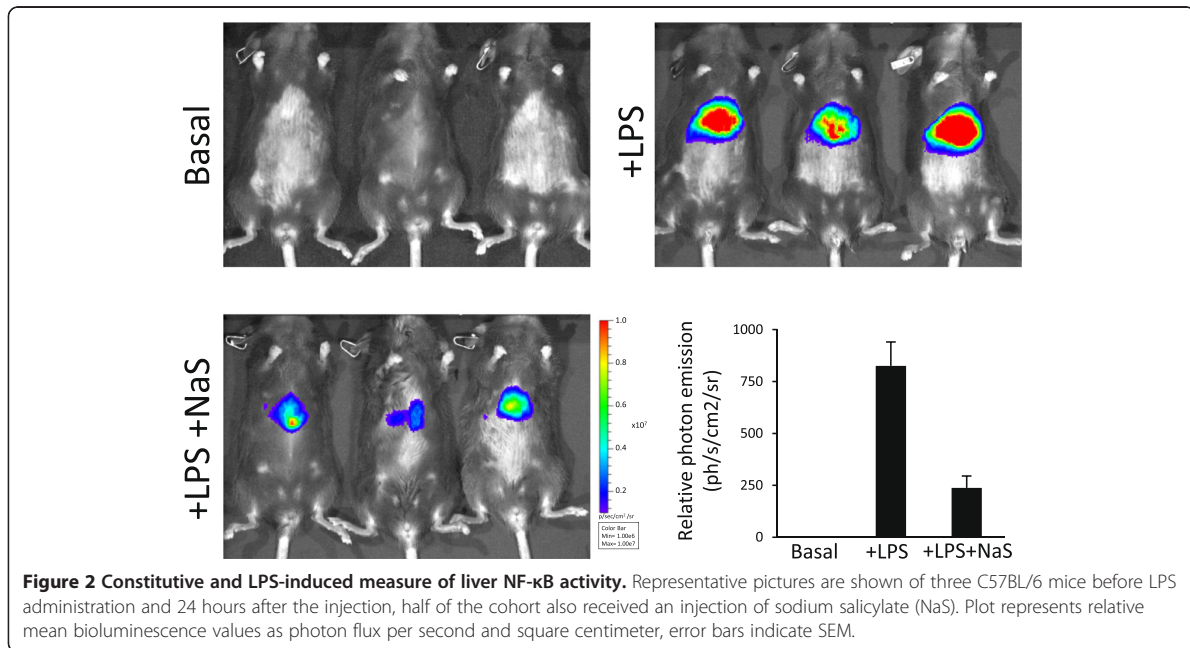 Basal
+LPS
+LPS +NaS
1.0
0.8
0.6
x10⁷
0.4
0.2
p/sec/cm² /sr
Color Bar
Min= 1.00e6
Max= 1.00e7
Relative photon emission
(ph/s/cm2/sr)
1000
750
500
250
0
Basal +LPS +LPS+NaS
Figure 2 Constitutive and LPS-induced measure of liver NF-κB activity. Representative pictures are shown of three C57BL/6 mice before LPS
administration and 24 hours after the injection, half of the cohort also received an injection of sodium salicylate (NaS). Plot represents relative
mean bioluminescence values as photon flux per second and square centimeter, error bars indicate SEM.